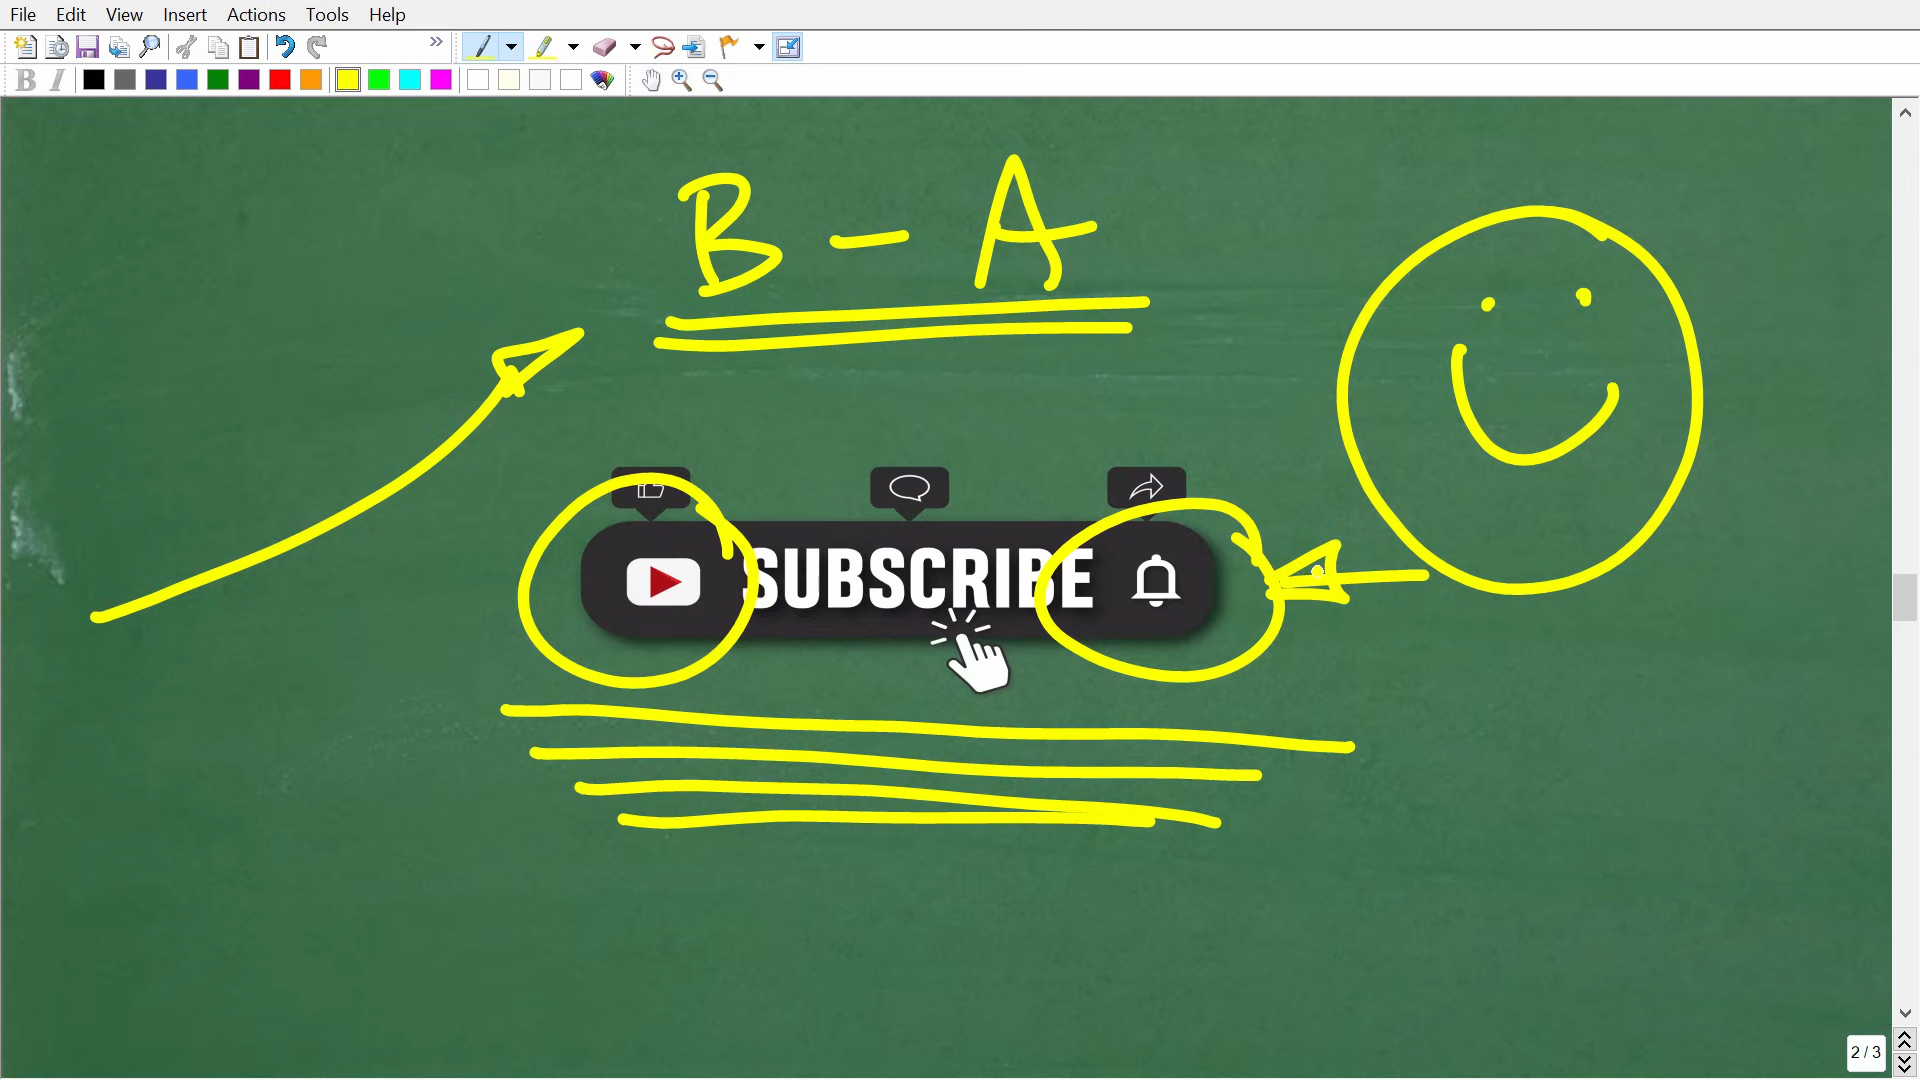 File Edit View Insert Actions Tools Help
B I
B - A
SUBSCRIBE
2 / 3